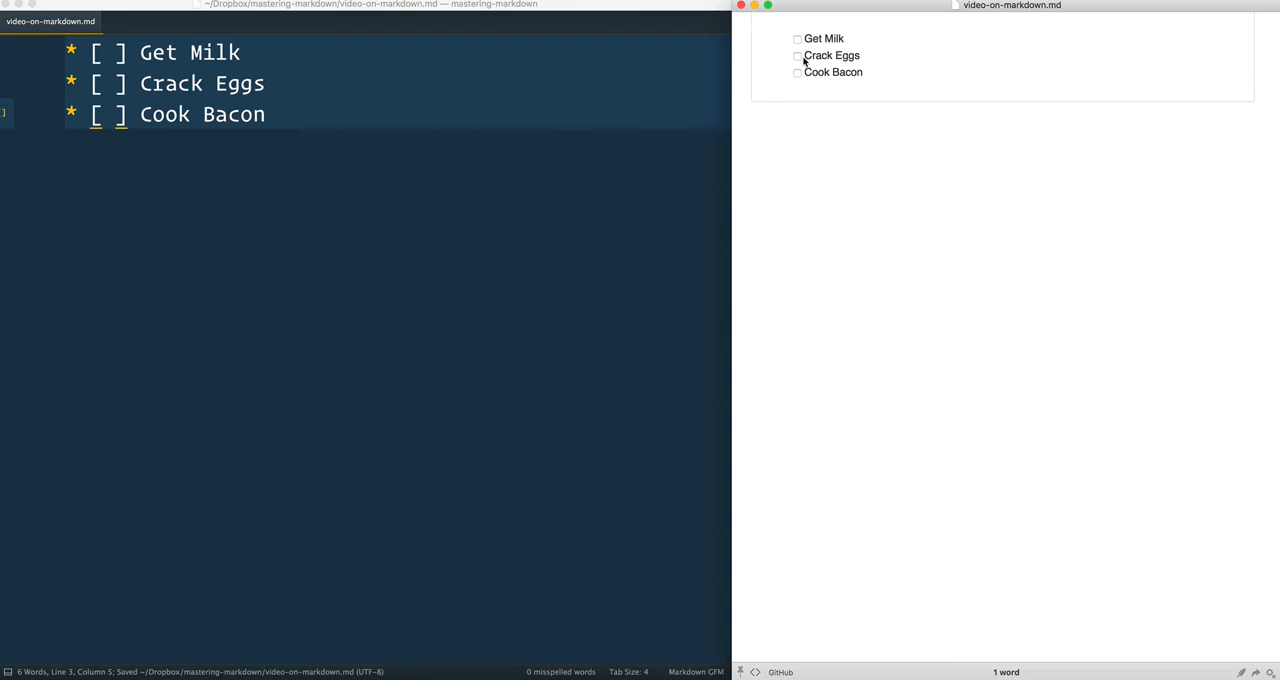 ~/Dropbox/mastering-markdown/video-on-markdown.md — mastering-markdown
video-on-markdown.md
* [ ] Get Milk
* [ ] Crack Eggs
* [ ] Cook Bacon
6 Words, Line 3, Column 5; Saved ~/Dropbox/mastering-markdown/video-on-markdown.md (UTF-8)
0 misspelled words
Tab Size: 4
Markdown GFM
video-on-markdown.md
Get Milk
Crack Eggs
Cook Bacon
GitHub
1 word